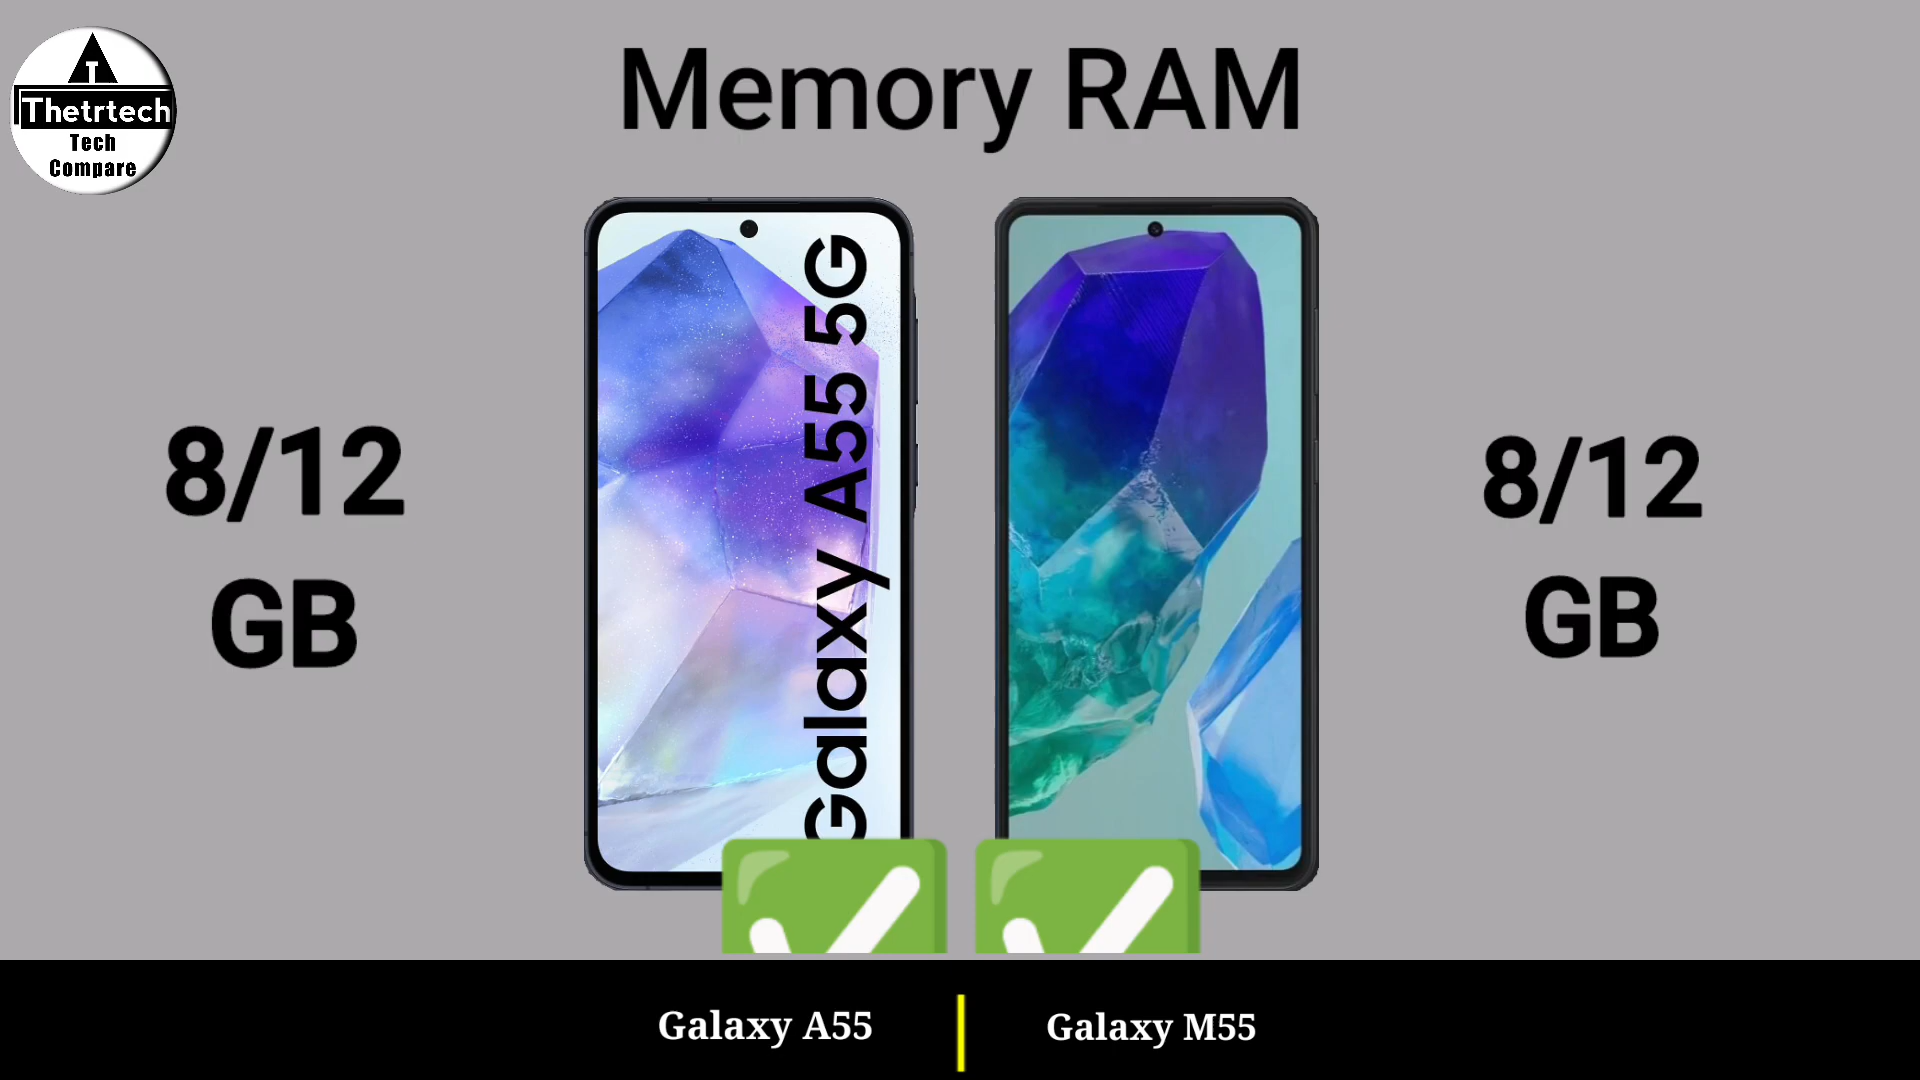 T
Thetrtech
Tech
Compare
Memory RAM
8/12
GB
Galaxy A55 5G
8/12
GB
Galaxy A55
Galaxy M55